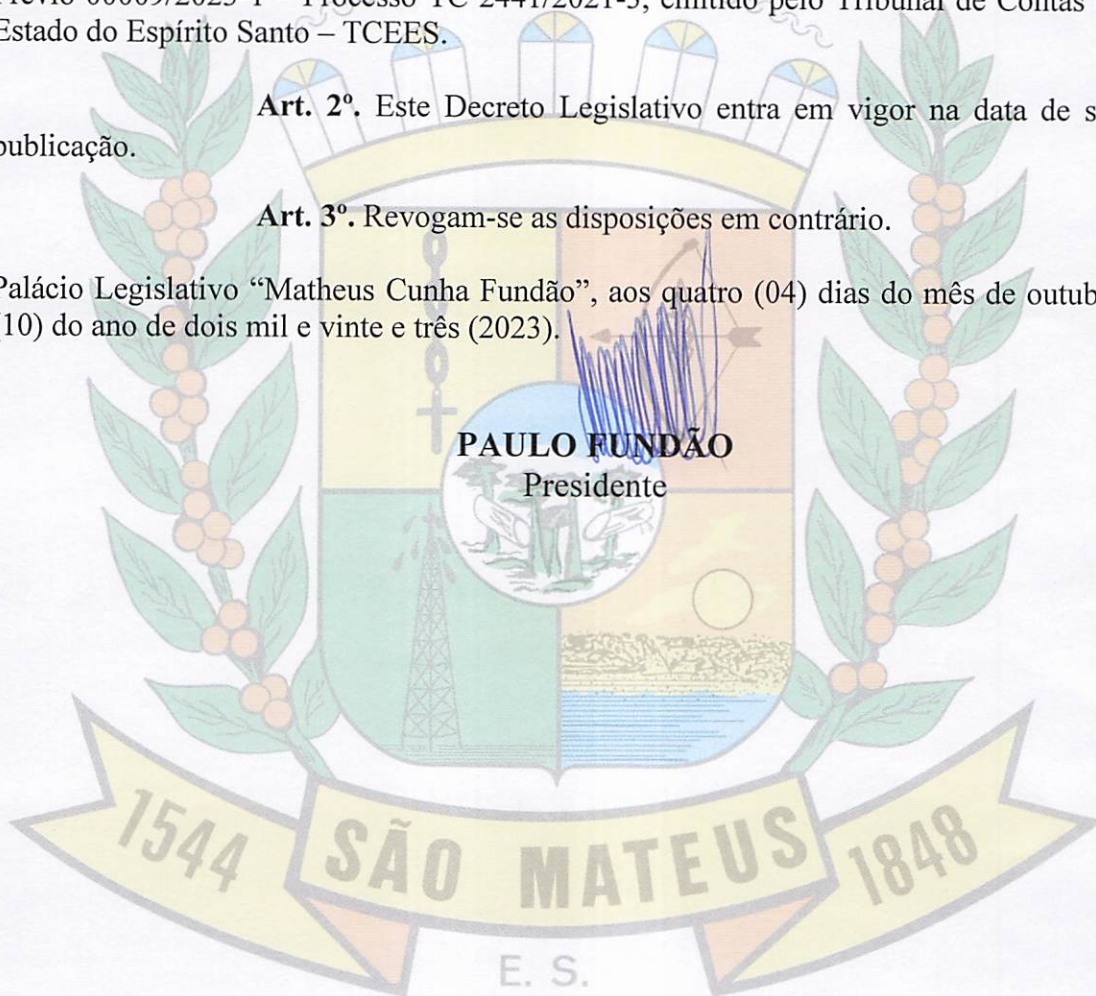 Estado do Espírito Santo – TCEES.
Art. 2º. Este Decreto Legislativo entra em vigor na data de
publicação.
Art. 3º. Revogam-se as disposições em contrário.
Palácio Legislativo “Matheus Cunha Fundão”, aos quatro (04) dias do mês de outub
(10) do ano de dois mil e vinte e três (2023).
PAULO FUNDÃO
Presidente
1544 SÃO MATEUS 1848
E. S.